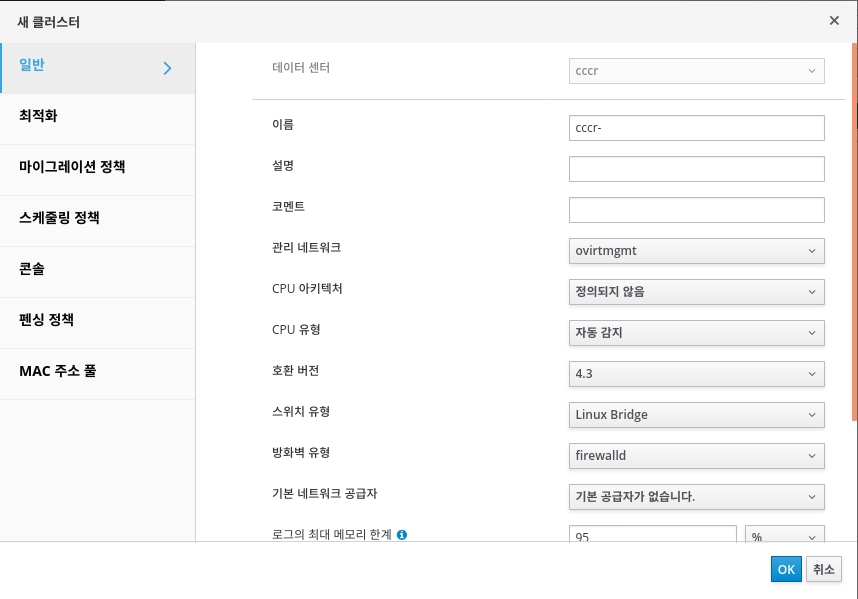 새 클러스터
일반
최적화
마이그레이션 정책
스케줄링 정책
콘솔
펜싱 정책
MAC 주소 풀
데이터 센터 cccr
이름 cccr-
설명
코멘트
관리 네트워크 ovirtmgmt
CPU 아키텍처 정의되지 않음
CPU 유형 자동 감지
호환 버전 4.3
스위치 유형 Linux Bridge
방화벽 유형 firewalld
기본 네트워크 공급자 기본 공급자가 없습니다.
로그의 최대 메모리 한계 95 %
OK 취소